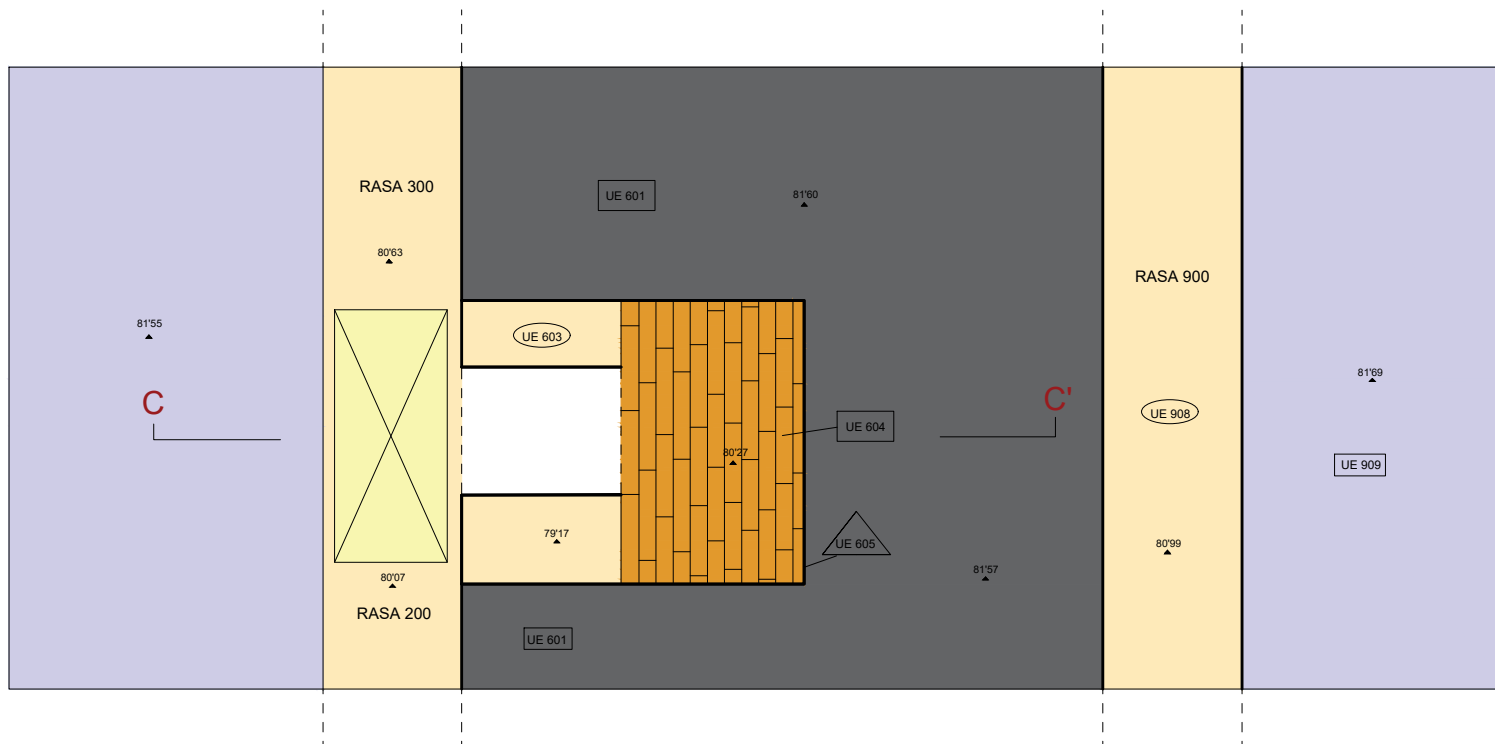 RASA 300
UE 601
81'60
80'63
RASA 900
81'55
UE 603
81'69
C
C'
UE 908
UE 604
80'27
UE 909
79'17
UE 605
80'99
81'57
80'07
RASA 200
UE 601